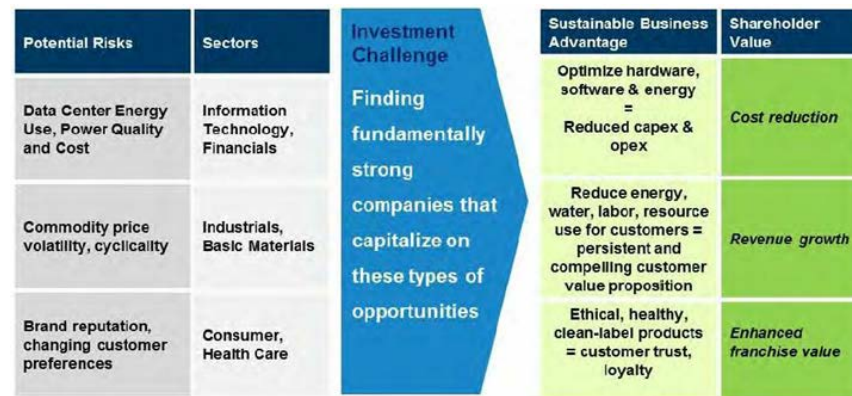 Potential Risks
Sectors
Data Center Energy
Use, Power Quality
and Cost
Information
Technology,
Financials
Commodity price
volatility, cyclicality
Industrials,
Basic Materials
Brand reputation,
changing customer
preferences
Consumer,
Health Care
Investment
Challenge
Finding
fundamentally
strong
companies that
capitalize on
these types of
opportunities
Sustainable Business
Advantage
Shareholder
Value
Optimize hardware,
software & energy
=
Reduced capex &
opex
Cost reduction
Reduce energy,
water, labor, resource
use for customers =
persistent and
compelling customer
value proposition
Revenue growth
Ethical, healthy,
clean-label products
= customer trust,
loyalty
Enhanced
franchise value